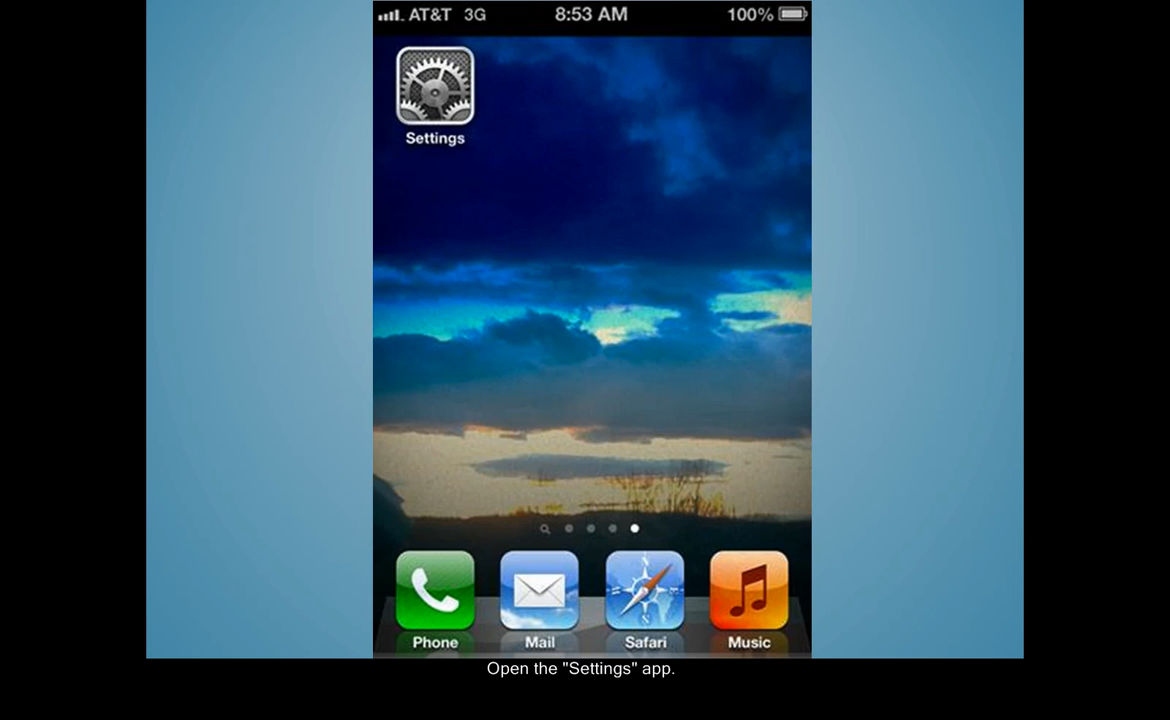 AT&T 3G 8:53 AM 100%
Settings
Phone Mail Safari Music
Open the "Settings" app.